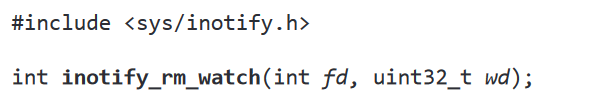 #include <sys/inotify.h>
int inotify_rm_watch(int fd, uint32_t wd);